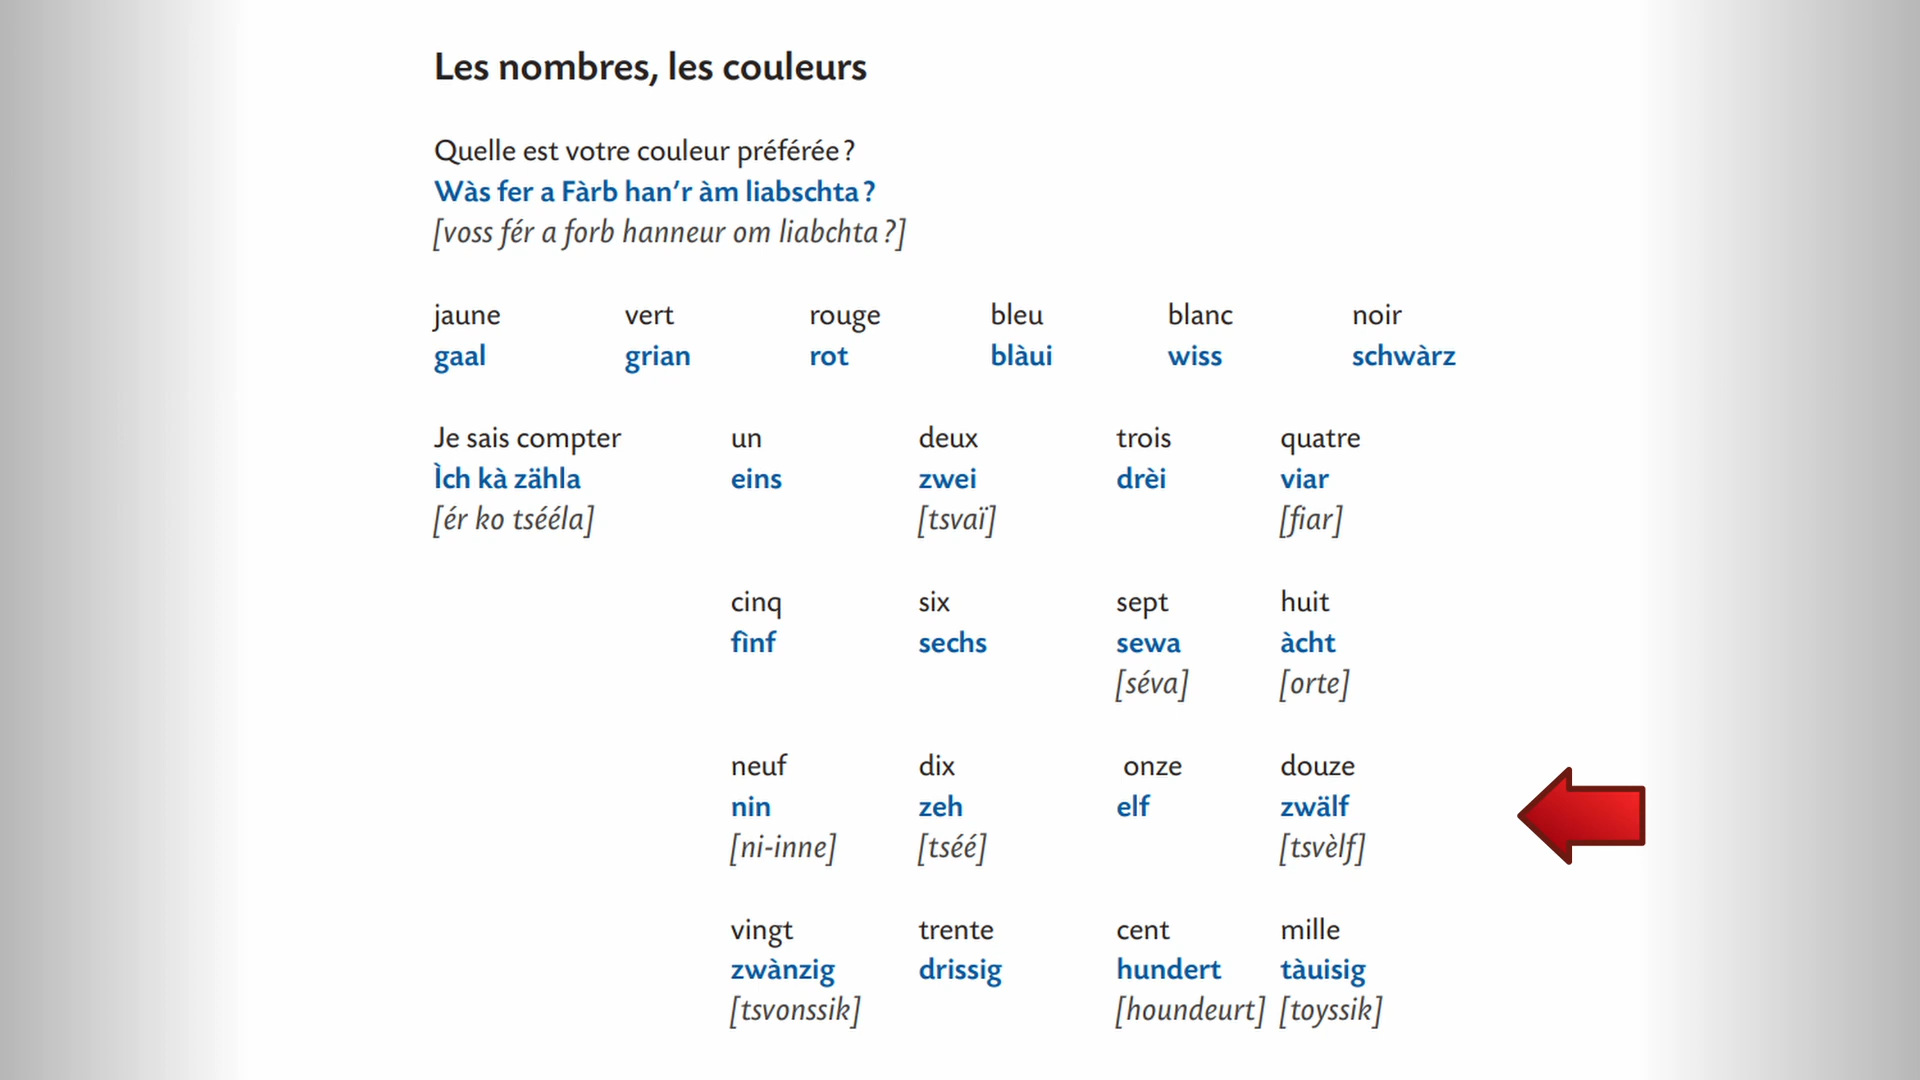 Les nombres, les couleurs
Quelle est votre couleur préférée ?
Wàs fer a Fàrb han’r àm liabschta ?
[voss fér a forb hanneur om liabchta ?]
jaune vert rouge bleu blanc noir
gaal grian rot blàui wiss schwàrz
Je sais compter un deux trois quatre
Ìch kà zähla eins zwei drèi viar
[ér ko tsééla] [tsvaï] [fiar]
cinq six sept huit
fìnf sechs sewa àcht
[séva] [orte]
neuf dix onze douze
nin zeh elf zwälf
[ni-inne] [tséé] [tsvèlf]
vingt trente cent mille
zwànzig drissig hundert tàuisig
[tsvonssik] [houndeurt] [toyssik]